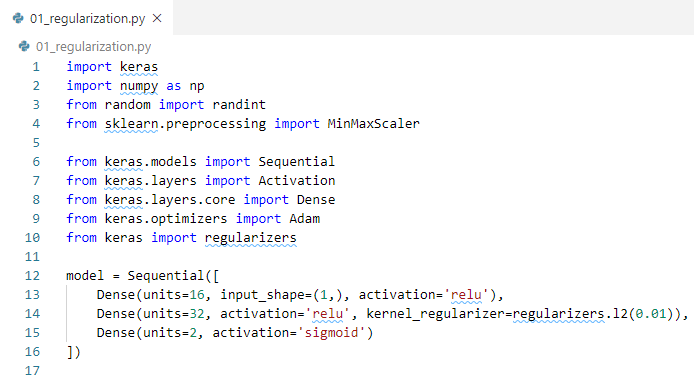 01_regularization.py ×
01_regularization.py
1 import keras
2 import numpy as np
3 from random import randint
4 from sklearn.preprocessing import MinMaxScaler
5
6 from keras.models import Sequential
7 from keras.layers import Activation
8 from keras.layers.core import Dense
9 from keras.optimizers import Adam
10 from keras import regularizers
11
12 model = Sequential([
13     Dense(units=16, input_shape=(1,), activation='relu'),
14     Dense(units=32, activation='relu', kernel_regularizer=regularizers.l2(0.01)),
15     Dense(units=2, activation='sigmoid')
16 ])
17